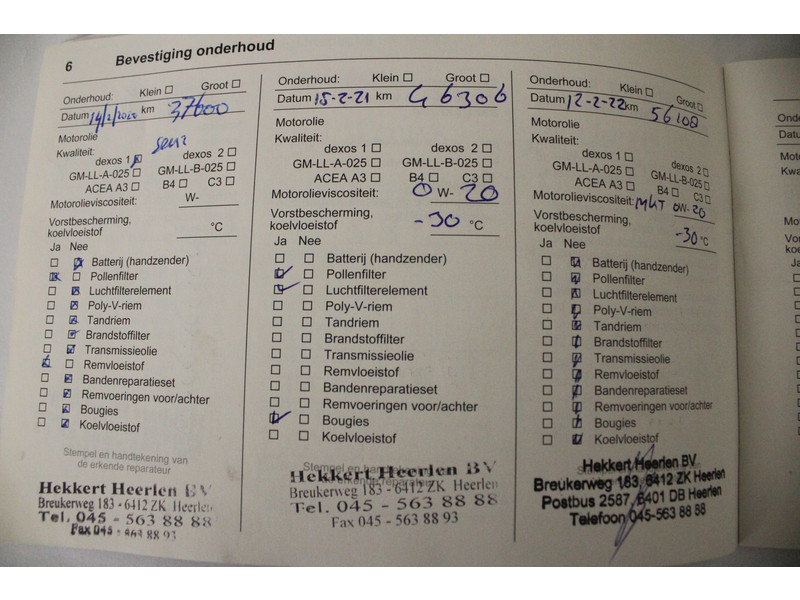 6 Bevestiging onderhoud
Onderhoud: Klein Groot
Datum 14/2/2020 km 37600
Motorolie
Kwaliteit:
dexos 1 dexos 2
GM-LL-A-025 GM-LL-B-025
ACEA A3 B4 C3
Motorolieviscositeit: W-
Vorstbescherming,
koelvloeistof °C
Ja Nee
Batterij (handzender)
Pollenfilter
Luchtfilterelement
Poly-V-riem
Tandriem
Brandstoffilter
Transmissieolie
Remvloeistof
Bandenreparatieset
Remvoeringen voor/achter
Bougies
Koelvloeistof
Stempel en handtekening van
de erkende reparateur
Hekkert Heerlen BV
Breukerweg 183 - 6412 ZK Heerlen
Tel. 045 - 563 88 88
Fax 045 - 563 88 93
Onderhoud: Klein Groot
Datum 15-2-21 km 46306
Motorolie
Kwaliteit:
dexos 1 dexos 2
GM-LL-A-025 GM-LL-B-025
ACEA A3 B4 C3
Motorolieviscositeit: 0 W- 20
Vorstbescherming,
koelvloeistof -30 °C
Ja Nee
Batterij (handzender)
Pollenfilter
Luchtfilterelement
Poly-V-riem
Tandriem
Brandstoffilter
Transmissieolie
Remvloeistof
Bandenreparatieset
Remvoeringen voor/achter
Bougies
Koelvloeistof
Hekkert Heerlen BV
Breukerweg 183 - 6412 ZK Heerlen
Tel. 045 - 563 88 88
Fax 045 - 563 88 93
Onderhoud: Klein Groot
Datum 12-2-22 km 56108
Motorolie
Kwaliteit:
dexos 1 dexos 2
GM-LL-A-025 GM-LL-B-025
ACEA A3 B4 C3
Motorolieviscositeit: 0W-20
Vorstbescherming,
koelvloeistof -30 °C
Ja Nee
Batterij (handzender)
Pollenfilter
Luchtfilterelement
Poly-V-riem
Tandriem
Brandstoffilter
Transmissieolie
Remvloeistof
Bandenreparatieset
Remvoeringen voor/achter
Bougies
Koelvloeistof
Hekkert Heerlen BV
Breukerweg 183, 6412 ZK Heerlen
Postbus 2587, 6401 DB Heerlen
Telefoon 045-563 88 88